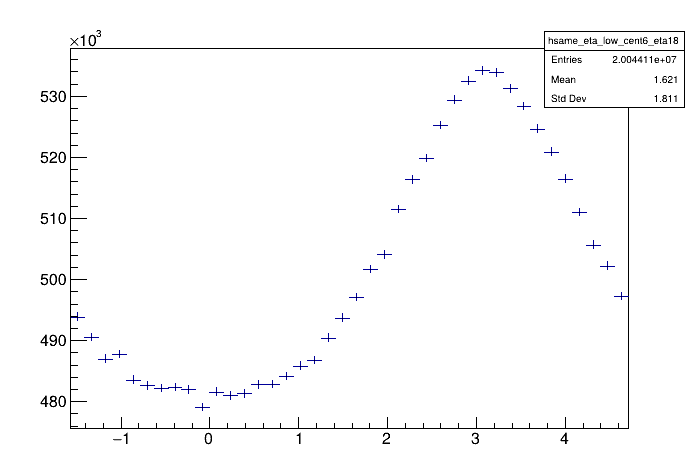 ×10³
hsame_eta_low_cent6_eta18
Entries 2.004411e+07
Mean 1.621
Std Dev 1.811
530
520
510
500
490
480
−1 0 1 2 3 4